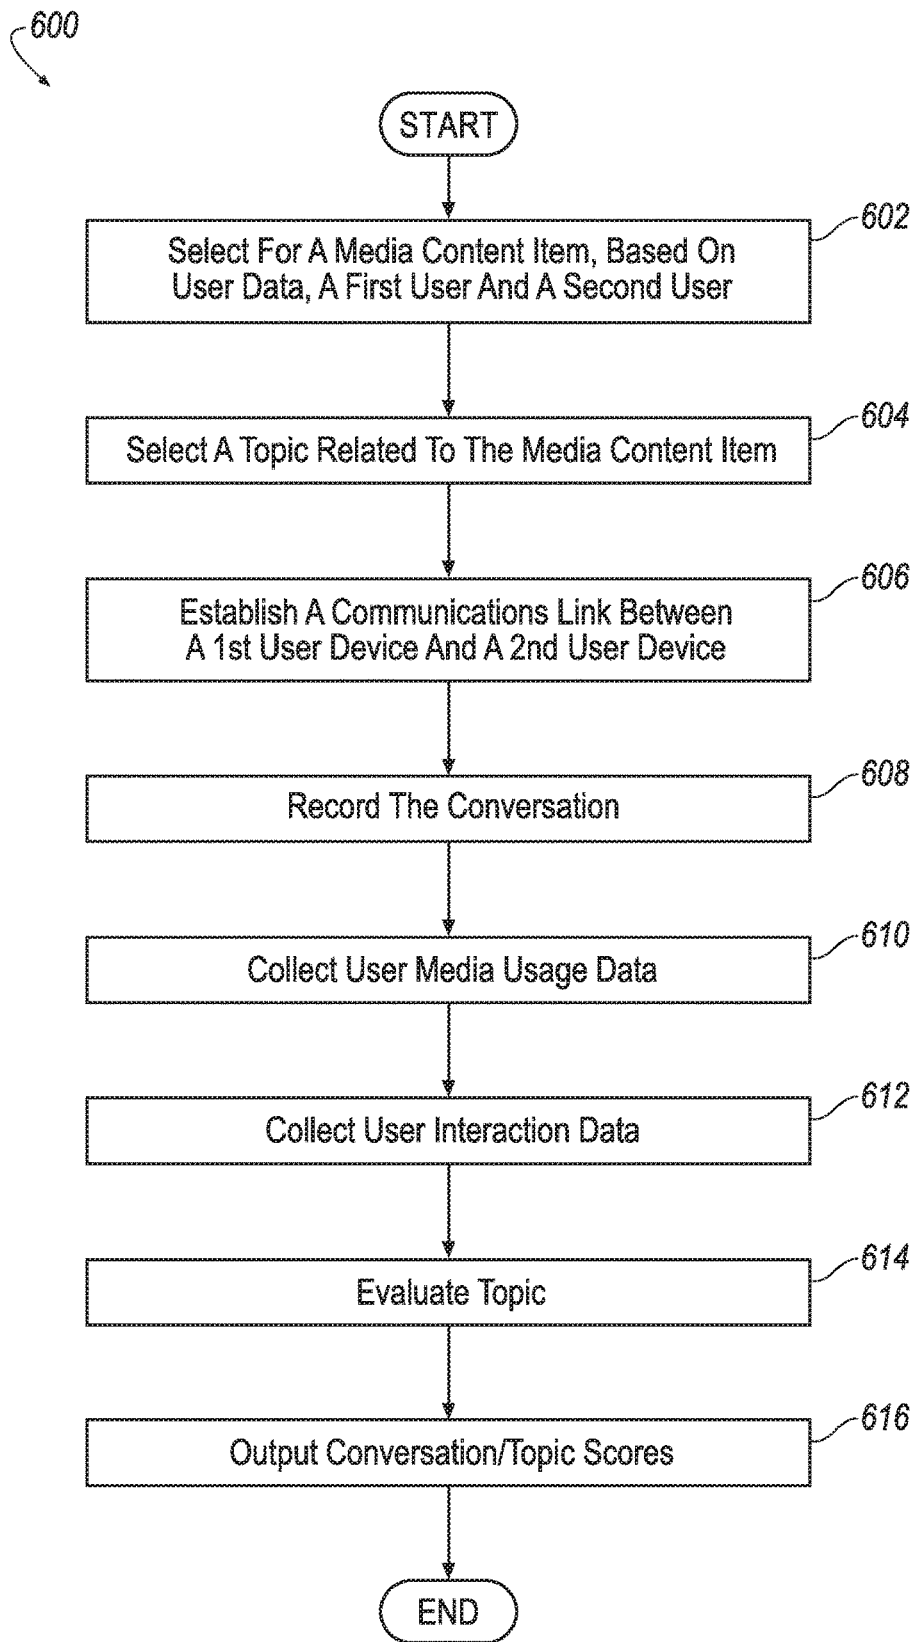 600
START
602
Select For A Media Content Item, Based On
User Data, A First User And A Second User
604
Select A Topic Related To The Media Content Item
606
Establish A Communications Link Between
A 1st User Device And A 2nd User Device
608
Record The Conversation
610
Collect User Media Usage Data
612
Collect User Interaction Data
614
Evaluate Topic
616
Output Conversation/Topic Scores
END